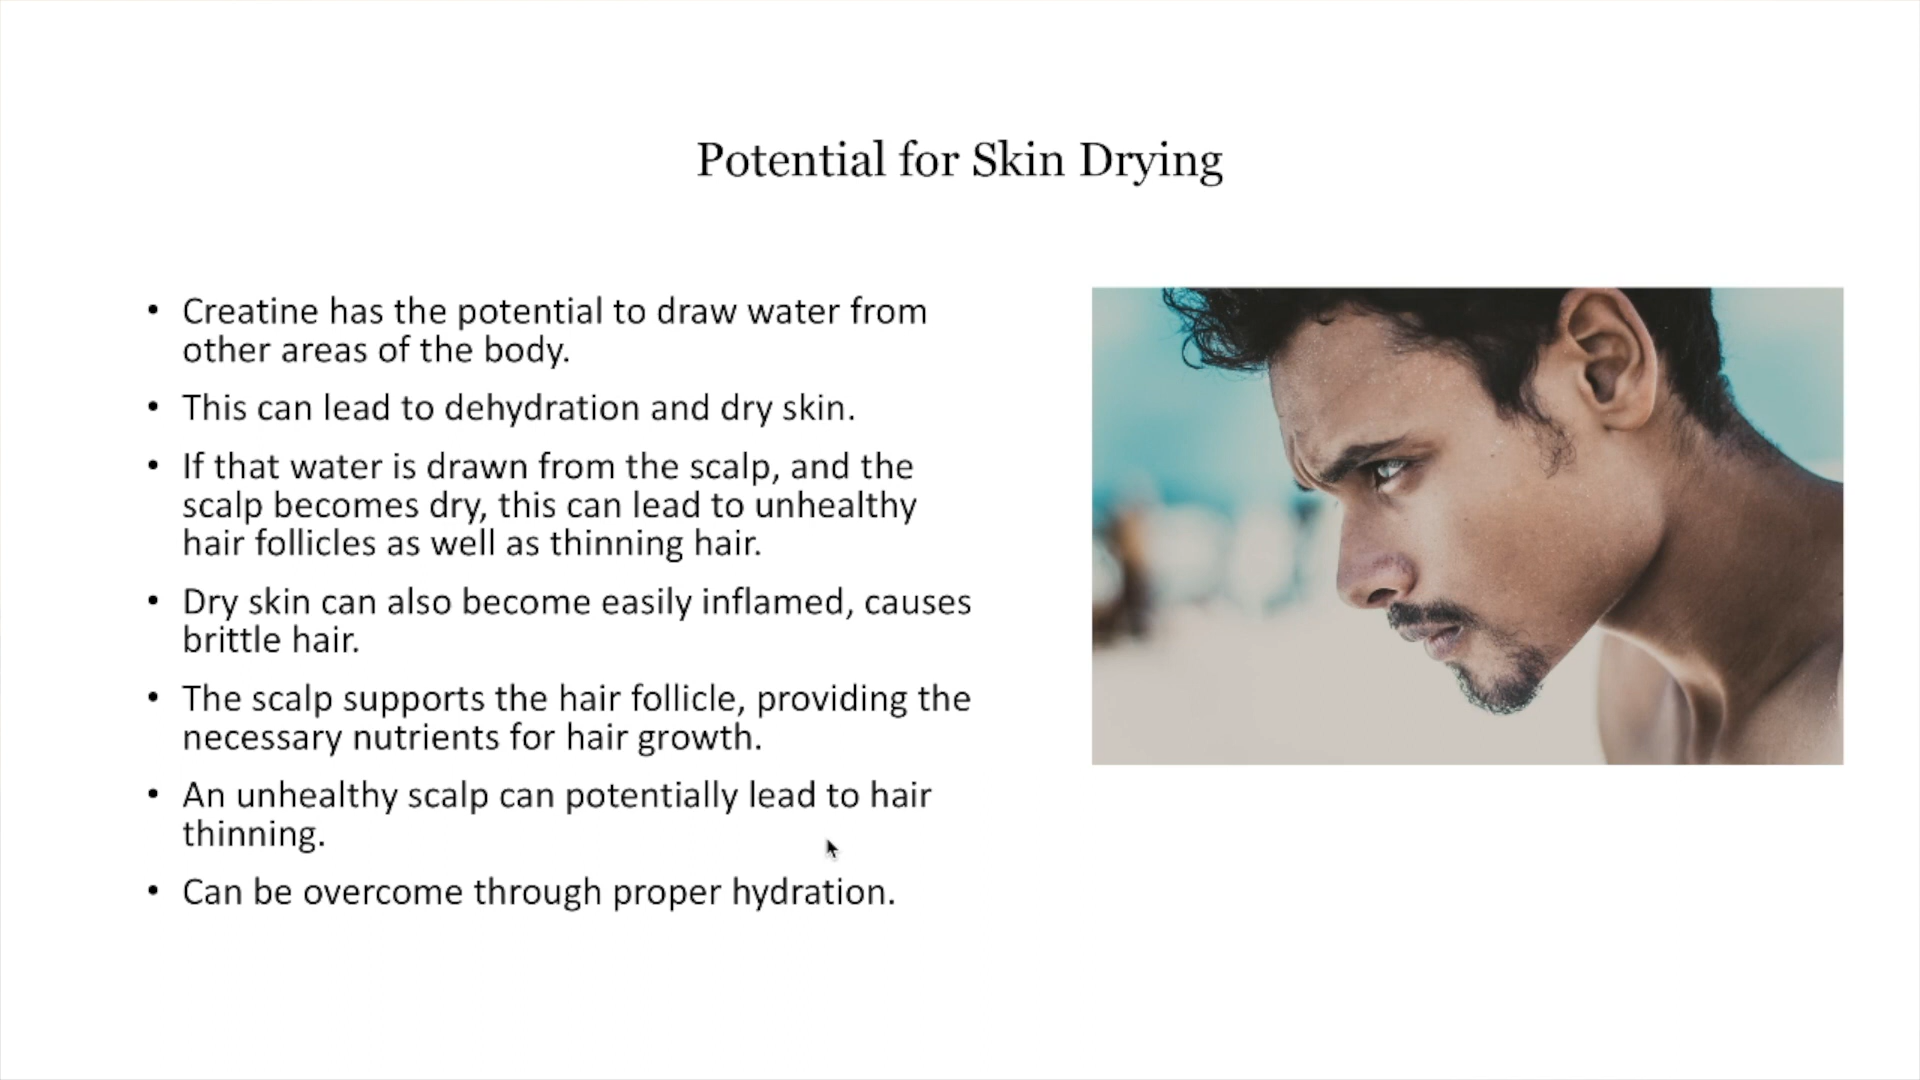 Potential for Skin Drying
• Creatine has the potential to draw water from
other areas of the body.
• This can lead to dehydration and dry skin.
• If that water is drawn from the scalp, and the
scalp becomes dry, this can lead to unhealthy
hair follicles as well as thinning hair.
• Dry skin can also become easily inflamed, causes
brittle hair.
• The scalp supports the hair follicle, providing the
necessary nutrients for hair growth.
• An unhealthy scalp can potentially lead to hair
thinning.
• Can be overcome through proper hydration.